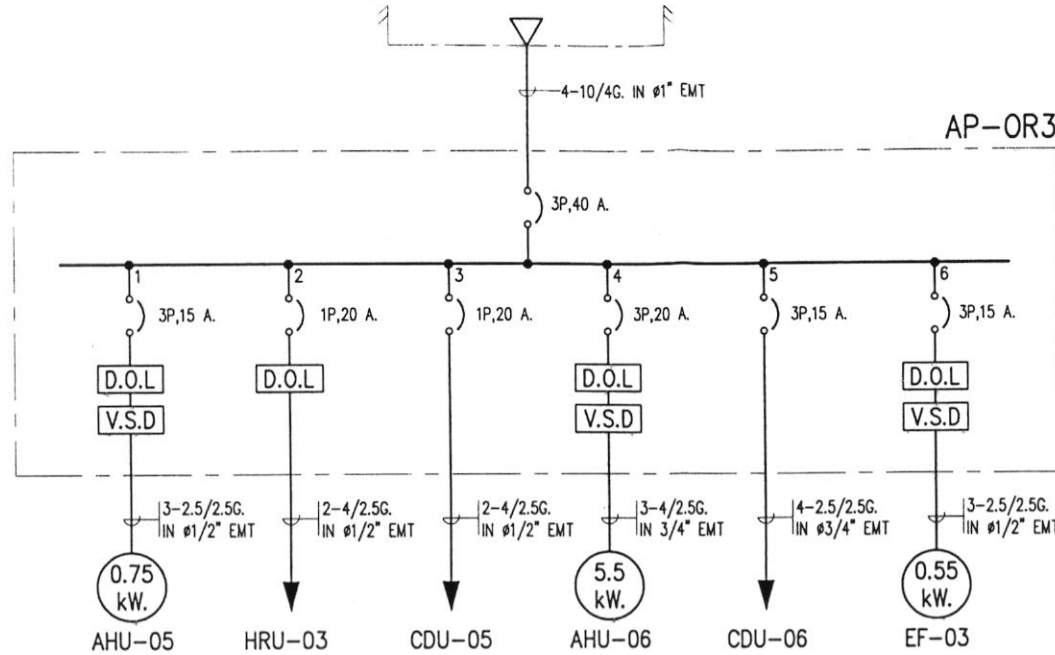 4-10/4G. IN ø1" EMT
AP-OR3
3P,40 A.
1
2
3
4
5
6
3P,15 A.
1P,20 A.
1P,20 A.
3P,20 A.
3P,15 A.
3P,15 A.
D.O.L
D.O.L
D.O.L
D.O.L
V.S.D
V.S.D
V.S.D
3-2.5/2.5G.
IN ø1/2" EMT
2-4/2.5G.
IN ø1/2" EMT
2-4/2.5G.
IN ø1/2" EMT
3-4/2.5G.
IN 3/4" EMT
4-2.5/2.5G.
IN ø3/4" EMT
3-2.5/2.5G.
IN ø1/2" EMT
0.75
kW.
5.5
kW.
0.55
kW.
AHU-05
HRU-03
CDU-05
AHU-06
CDU-06
EF-03